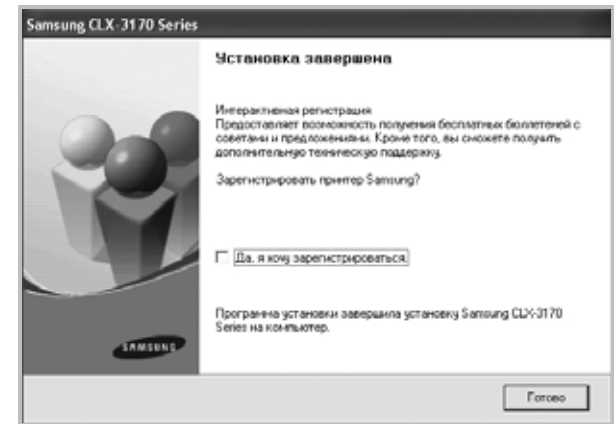 Samsung CLX-3170 Series
Установка завершена
Интерактивная регистрация
Предоставляет возможность получения бесплатных бюллетеней с
советами и предложениями. Кроме того, вы сможете получить
дополнительную техническую поддержку.
Зарегистрировать принтер Samsung?
Да, я хочу зарегистрироваться.
Программа установки завершила установку Samsung CLX-3170
Series на компьютер.
SAMSUNG
Готово